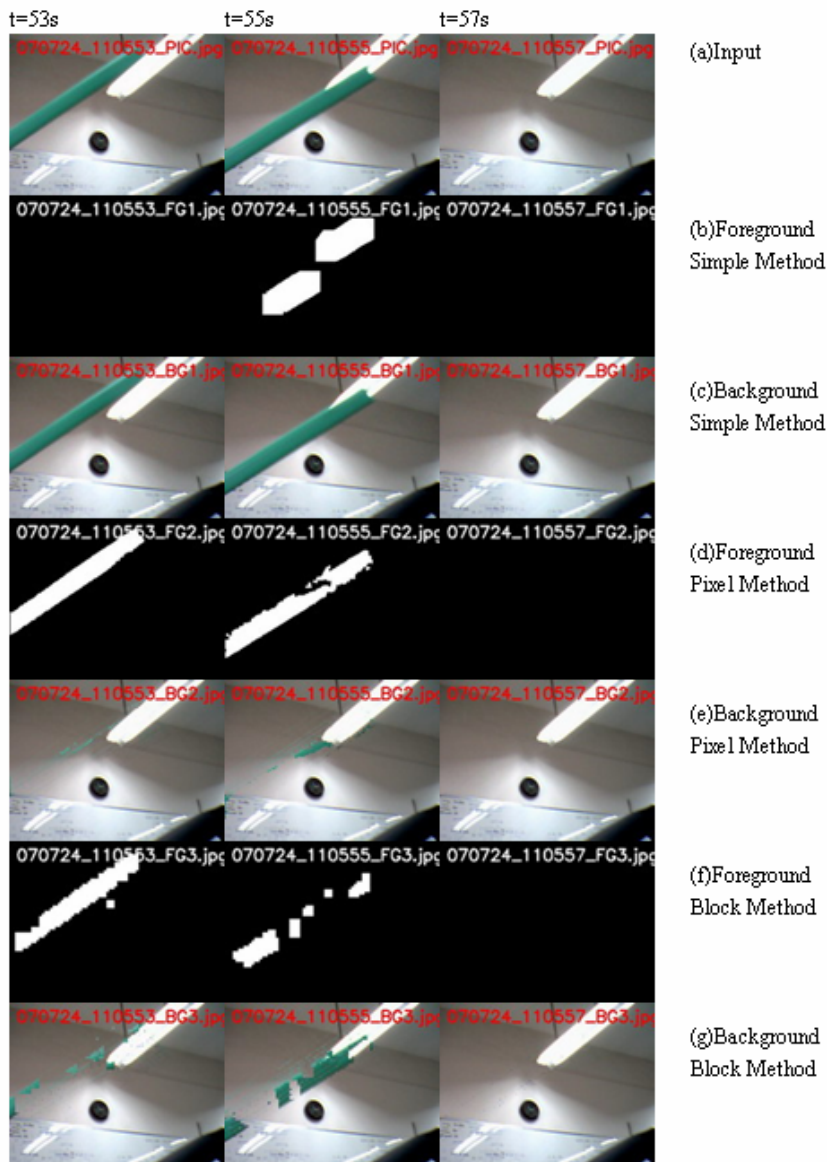 t=53s t=55s t=57s
070724_110553_PIC.jpg 070724_110555_PIC.jpg 070724_110557_PIC.jpg
(a)Input
070724_110553_FG1.jpg 070724_110555_FG1.jpg 070724_110557_FG1.jpg
(b)Foreground
Simple Method
070724_110553_BG1.jpg 070724_110555_BG1.jpg 070724_110557_BG1.jpg
(c)Background
Simple Method
070724_110553_FG2.jpg 070724_110555_FG2.jpg 070724_110557_FG2.jpg
(d)Foreground
Pixel Method
070724_110553_BG2.jpg 070724_110555_BG2.jpg 070724_110557_BG2.jpg
(e)Background
Pixel Method
070724_110553_FG3.jpg 070724_110555_FG3.jpg 070724_110557_FG3.jpg
(f)Foreground
Block Method
070724_110553_BG3.jpg 070724_110555_BG3.jpg 070724_110557_BG3.jpg
(g)Background
Block Method